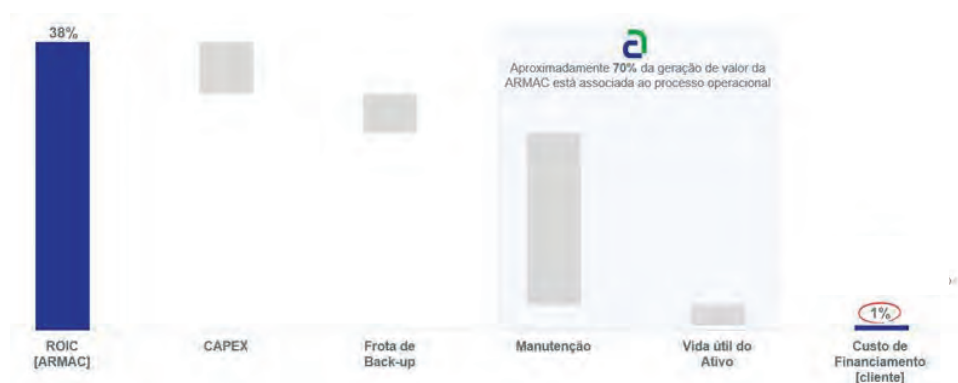 38%
Aproximadamente 70% da geração de valor da
ARMAC está associada ao processo operacional
1%
ROIC
[ARMAC]
CAPEX
Frota de
Back-up
Manutenção
Vida útil do
Ativo
Custo de
Financiamento
[cliente]